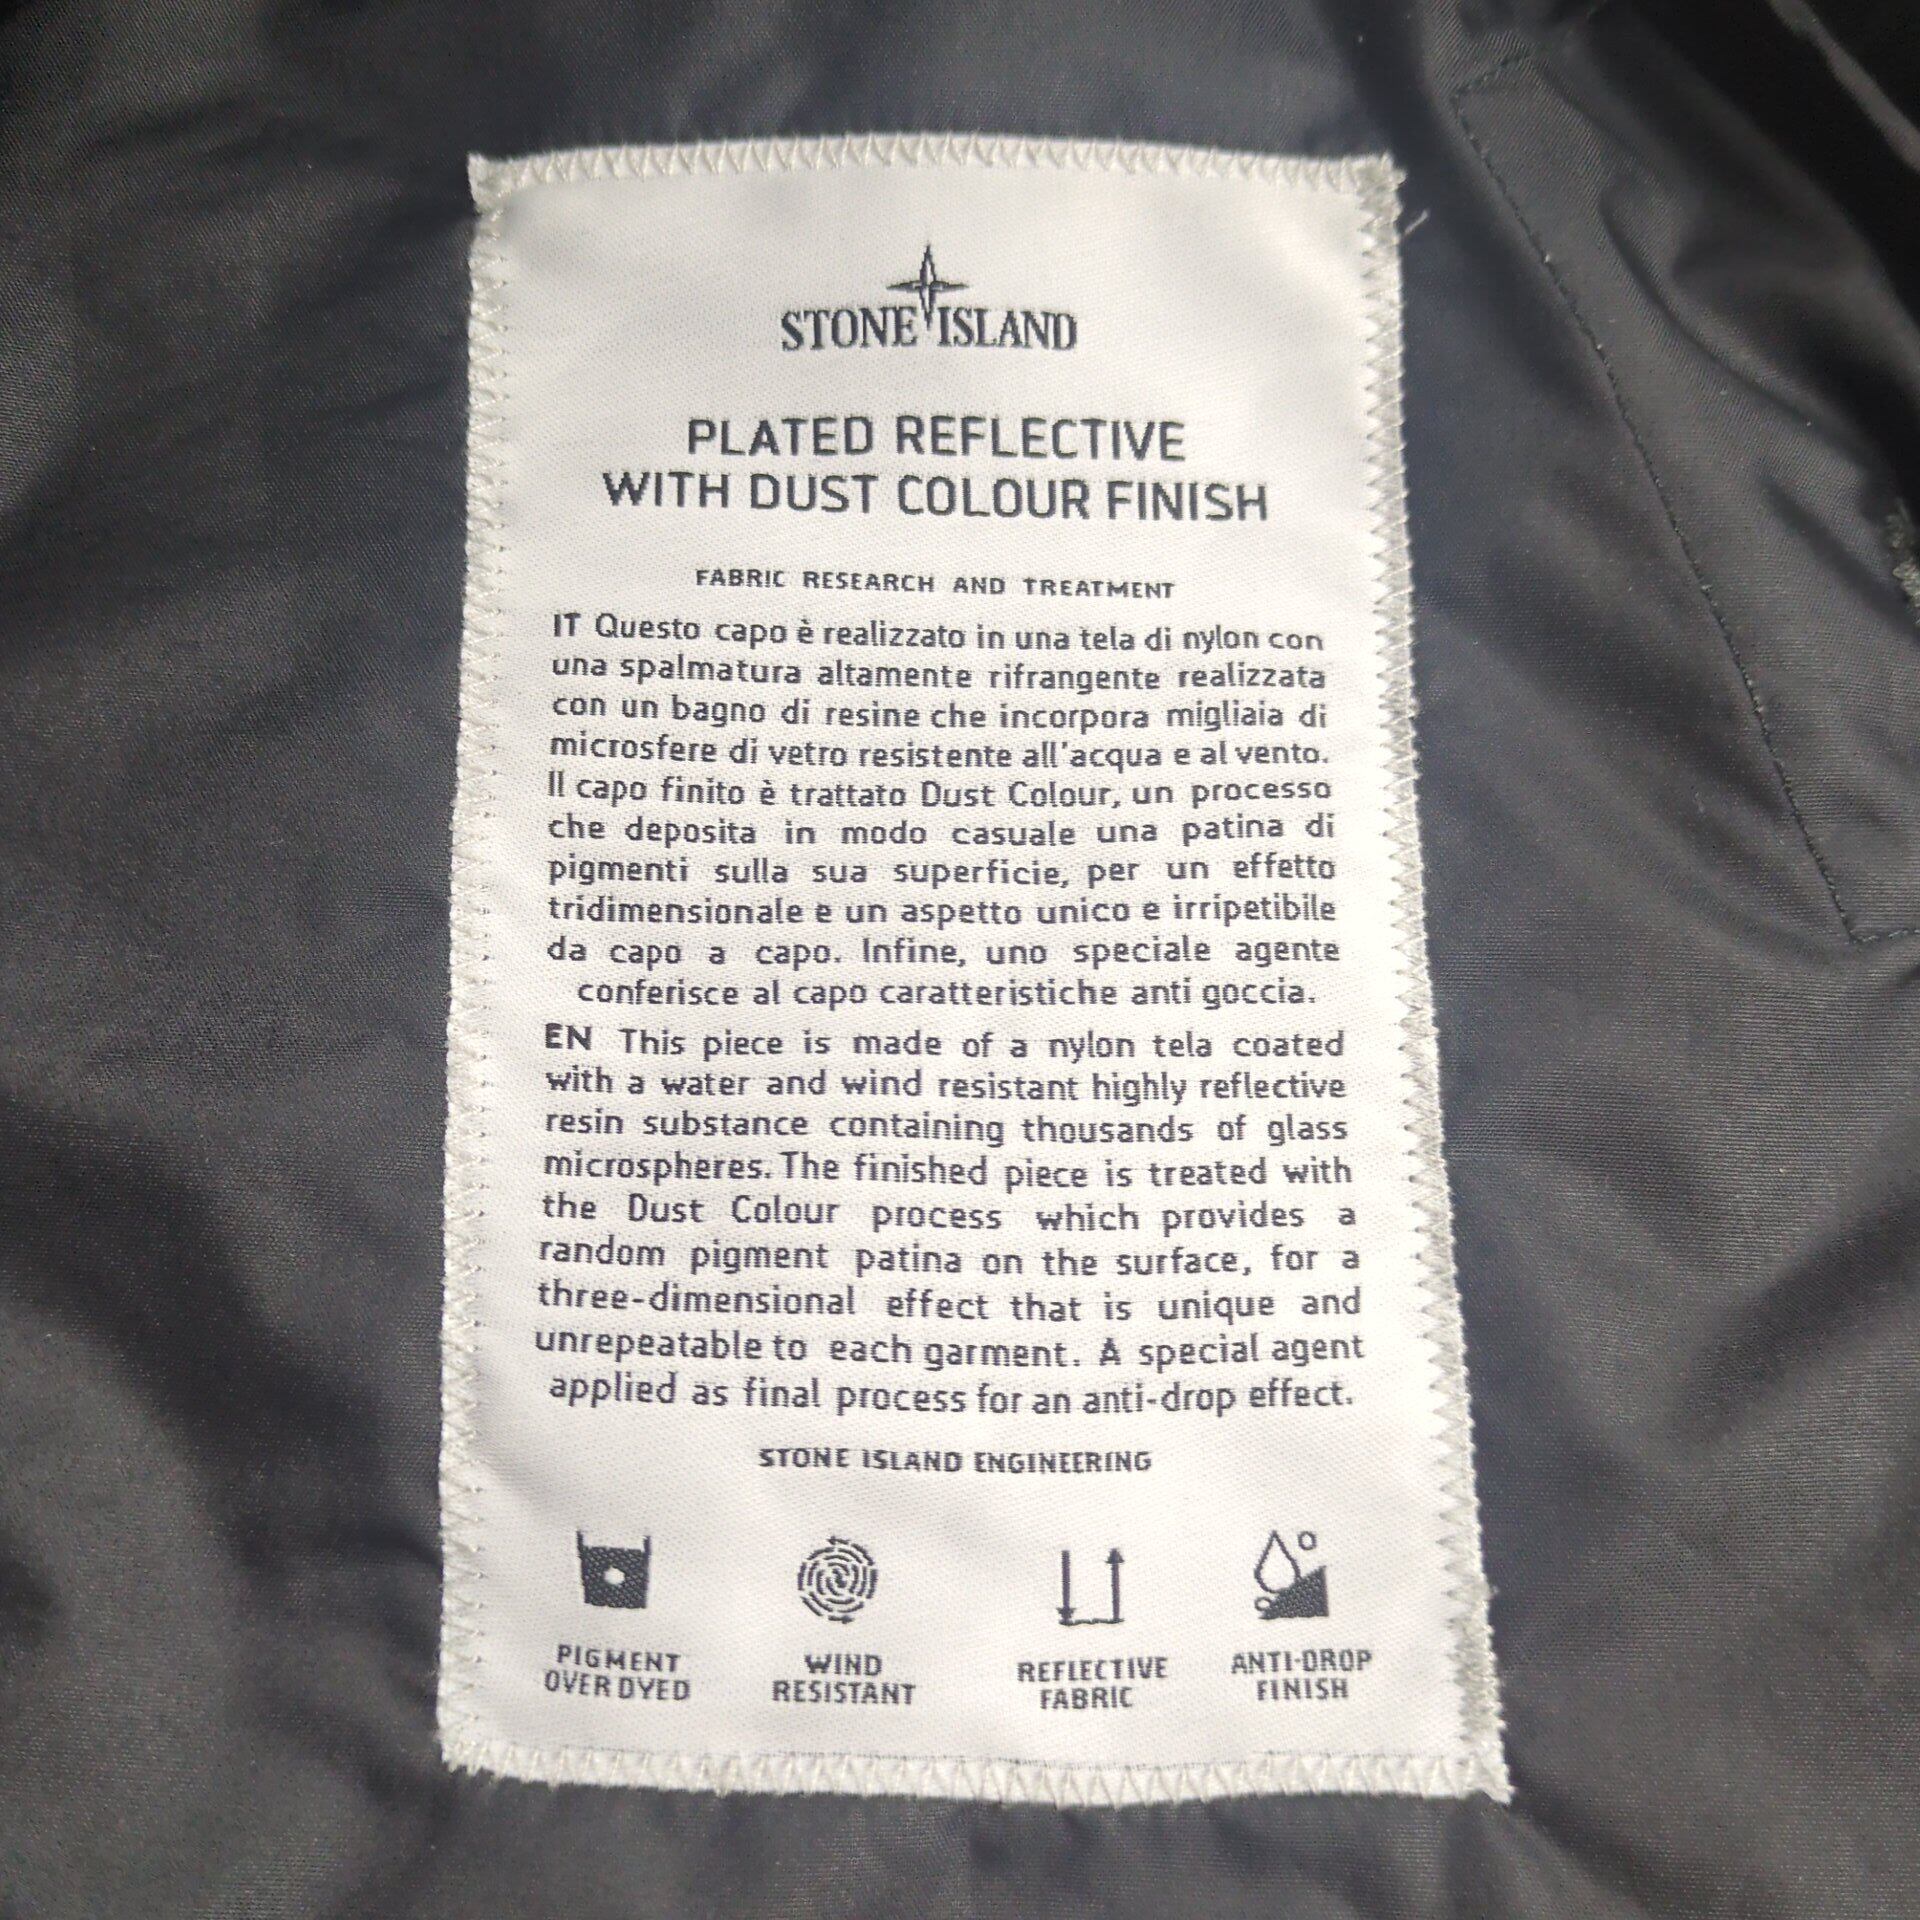 STONE ISLAND
PLATED REFLECTIVE
WITH DUST COLOUR FINISH
FABRIC RESEARCH AND TREATMENT
IT Questo capo è realizzato in una tela di nylon con
una spalmatura altamente rifrangente realizzata
con un bagno di resine che incorpora migliaia di
microsfere di vetro resistente all'acqua e al vento.
Il capo finito è trattato Dust Colour, un processo
che deposita in modo casuale una patina di
pigmenti sulla sua superficie, per un effetto
tridimensionale e un aspetto unico e irripetibile
da capo a capo. Infine, uno speciale agente
conferisce al capo caratteristiche anti goccia.
EN This piece is made of a nylon tela coated
with a water and wind resistant highly reflective
resin substance containing thousands of glass
microspheres. The finished piece is treated with
the Dust Colour process which provides a
random pigment patina on the surface, for a
three-dimensional effect that is unique and
unrepeatable to each garment. A special agent
applied as final process for an anti-drop effect.
STONE ISLAND ENGINEERING
PIGMENT
OVER DYED
WIND
RESISTANT
REFLECTIVE
FABRIC
ANTI-DROP
FINISH